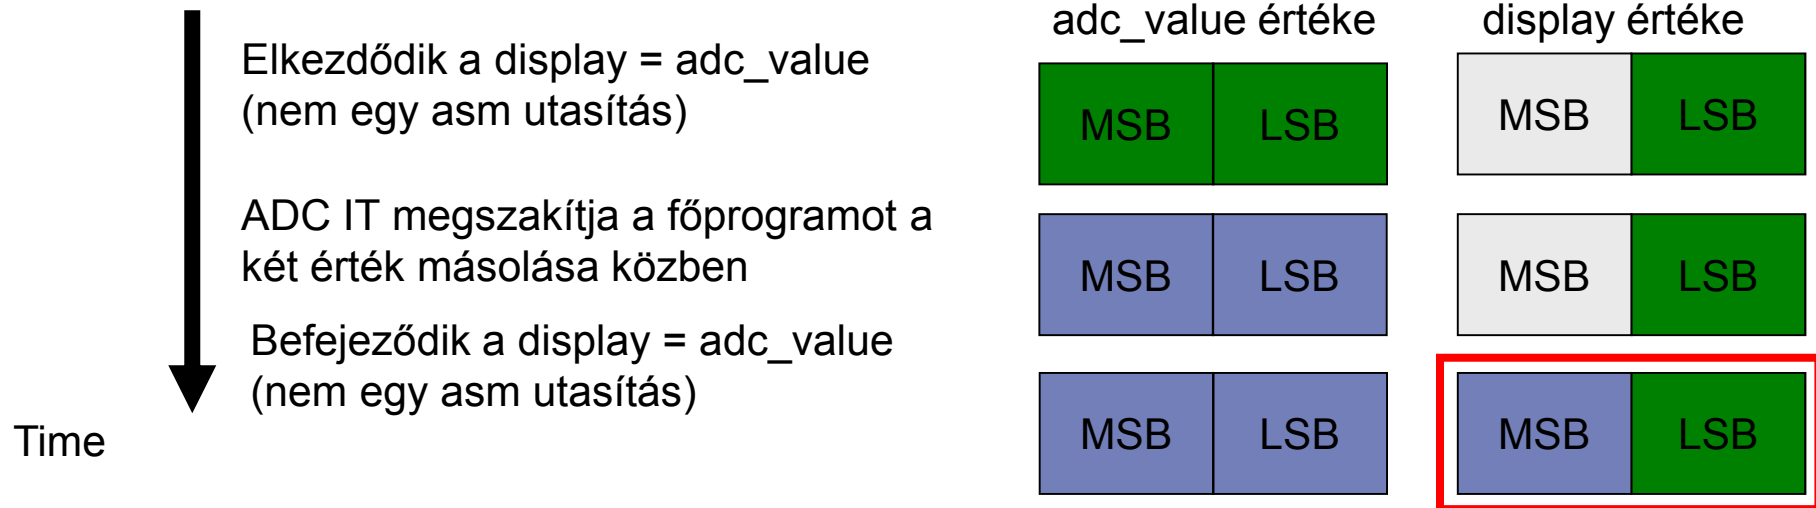 adc_value értéke display értéke
Elkezdődik a display = adc_value
(nem egy asm utasítás)
MSB LSB MSB LSB
ADC IT megszakítja a főprogramot a
két érték másolása közben
MSB LSB MSB LSB
Befejeződik a display = adc_value
(nem egy asm utasítás)
MSB LSB MSB LSB
Time